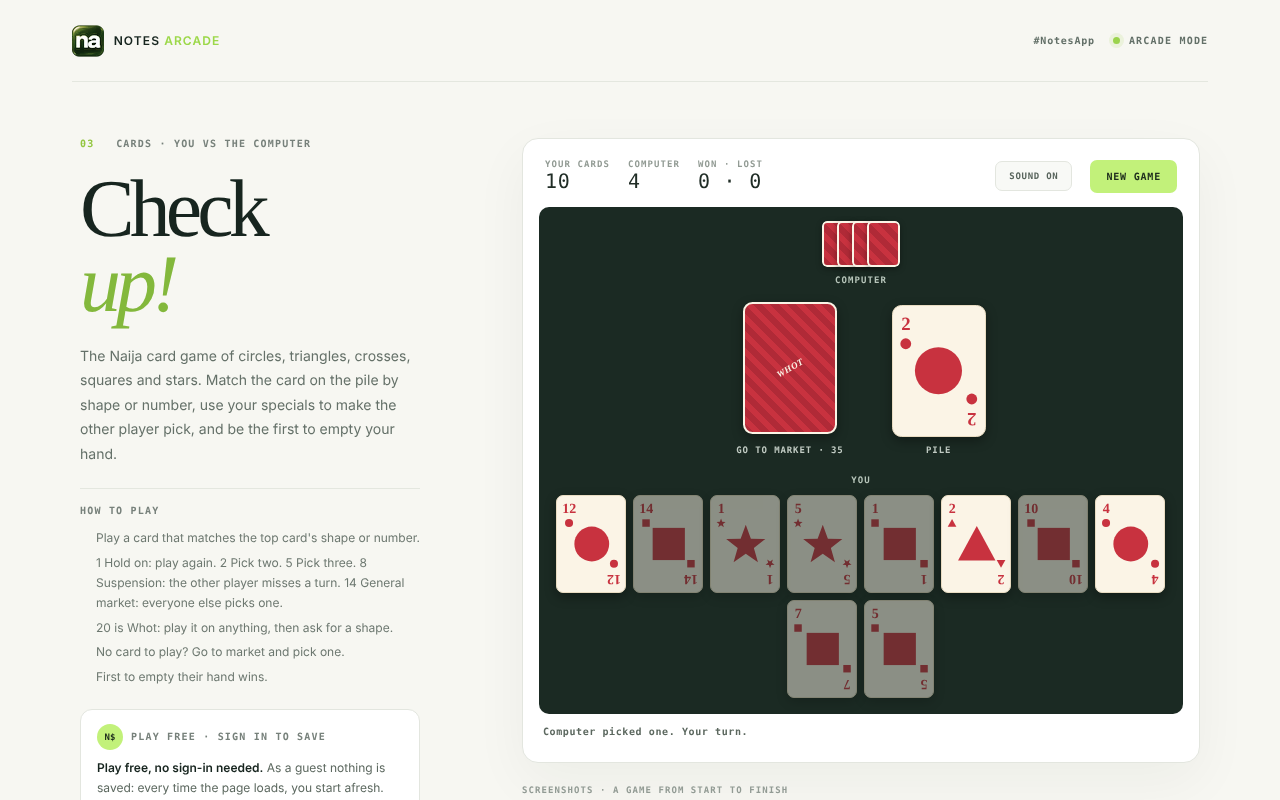 na NOTES ARCADE
#NotesApp ARCADE MODE
03 CARDS · YOU VS THE COMPUTER
Check
up!
The Naija card game of circles, triangles, crosses,
squares and stars. Match the card on the pile by
shape or number, use your specials to make the
other player pick, and be the first to empty your
hand.
HOW TO PLAY
Play a card that matches the top card's shape or number.
1 Hold on: play again. 2 Pick two. 5 Pick three. 8
Suspension: the other player misses a turn. 14 General
market: everyone else picks one.
20 is Whot: play it on anything, then ask for a shape.
No card to play? Go to market and pick one.
First to empty their hand wins.
N$ PLAY FREE · SIGN IN TO SAVE
Play free, no sign-in needed. As a guest nothing is
saved: every time the page loads, you start afresh.
YOUR CARDS COMPUTER WON · LOST
10 4 0 · 0
SOUND ON NEW GAME
COMPUTER
WHOT
2
2
GO TO MARKET · 35 PILE
YOU
12 14 1 5 1 2 10 4
12 14 1 5 1 2 10 4
7 5
7 5
Computer picked one. Your turn.
SCREENSHOTS · A GAME FROM START TO FINISH